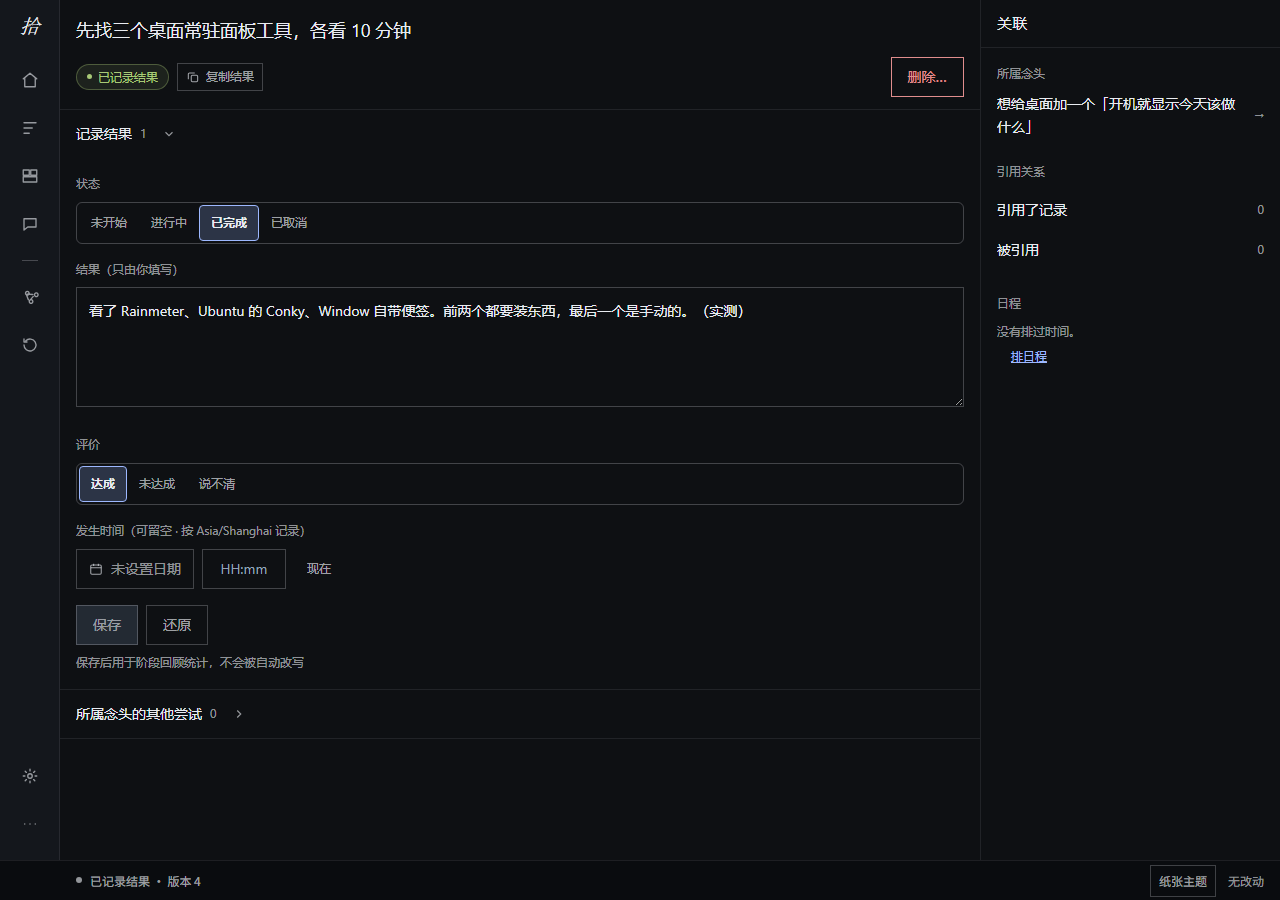 拾
先找三个桌面常驻面板工具，各看 10 分钟
已记录结果
复制结果
删除...
记录结果 1
状态
未开始 进行中 已完成 已取消
结果（只由你填写）
看了 Rainmeter、Ubuntu 的 Conky、Window 自带便签。前两个都要装东西，最后一个是手动的。（实测）
评价
达成 未达成 说不清
发生时间（可留空 · 按 Asia/Shanghai 记录）
未设置日期 HH:mm 现在
保存 还原
保存后用于阶段回顾统计，不会被自动改写
所属念头的其他尝试 0
关联
所属念头
想给桌面加一个「开机就显示今天该做
什么」 →
引用关系
引用了记录 0
被引用 0
日程
没有排过时间。
排日程
已记录结果 · 版本 4
纸张主题 无改动